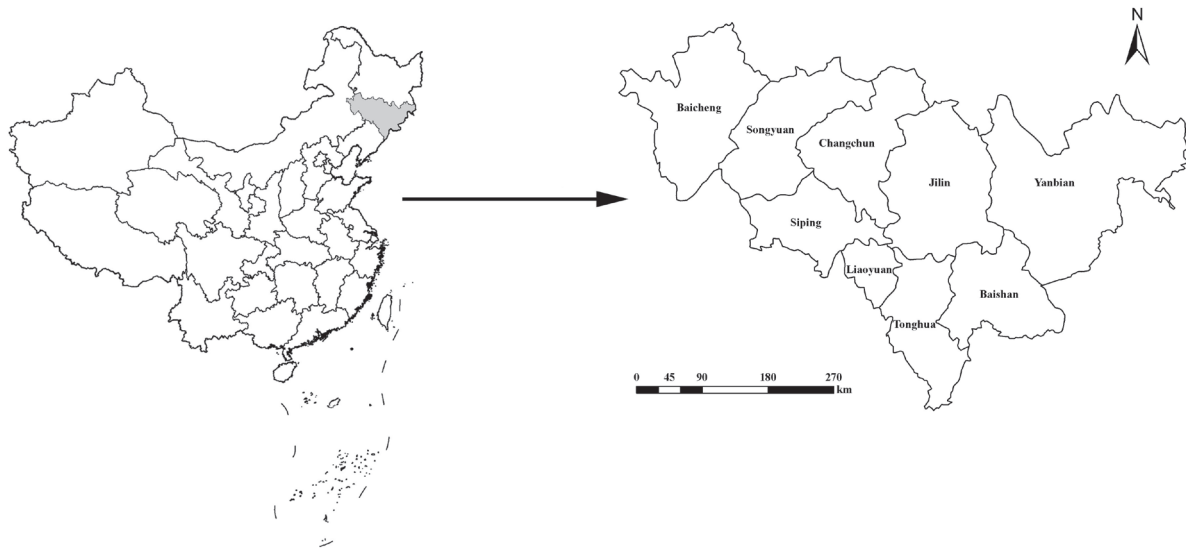 N
Baicheng
Songyuan
Changchun
Jilin
Yanbian
Siping
Liaoyuan
Baishan
Tonghua
0 45 90 180 270
km